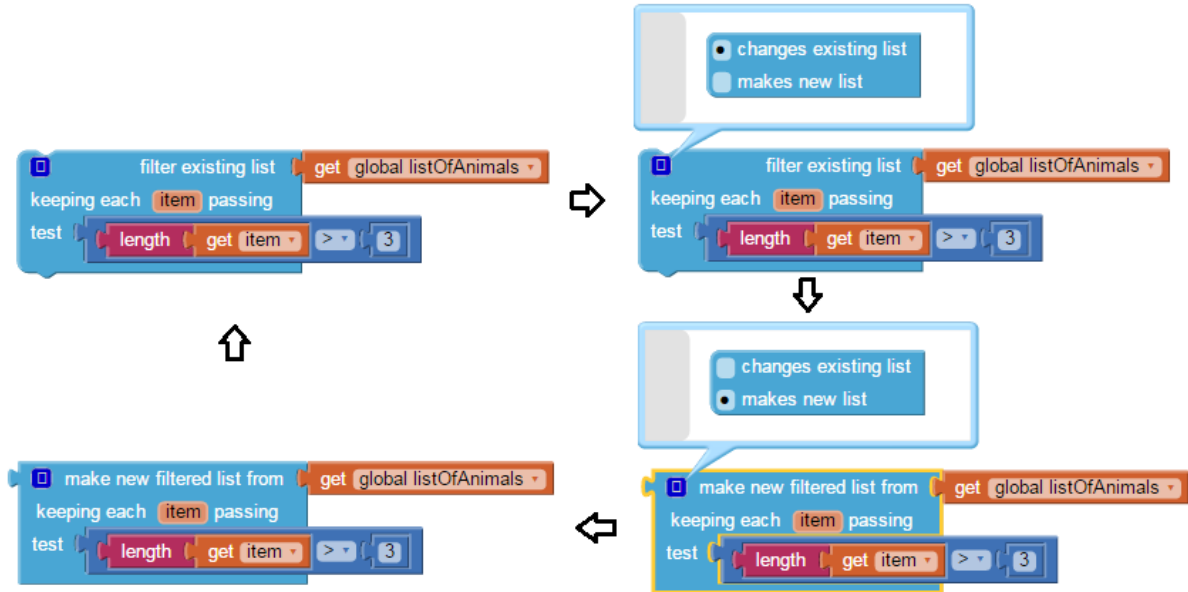 changes existing list
makes new list
filter existing list get global listOfAnimals
keeping each item passing
test length get item > 3
filter existing list get global listOfAnimals
keeping each item passing
test length get item > 3
changes existing list
makes new list
make new filtered list from get global listOfAnimals
keeping each item passing
test length get item > 3
make new filtered list from get global listOfAnimals
keeping each item passing
test length get item > 3